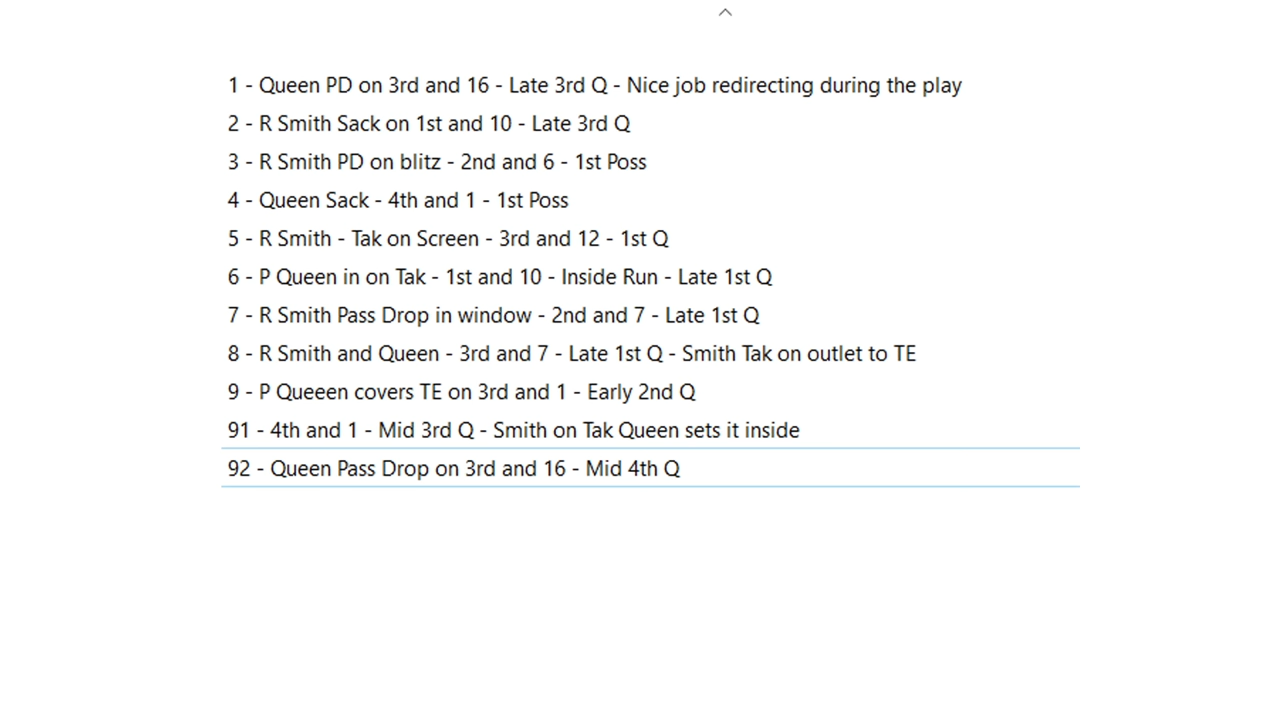 1 - Queen PD on 3rd and 16 - Late 3rd Q - Nice job redirecting during the play
2 - R Smith Sack on 1st and 10 - Late 3rd Q
3 - R Smith PD on blitz - 2nd and 6 - 1st Poss
4 - Queen Sack - 4th and 1 - 1st Poss
5 - R Smith - Tak on Screen - 3rd and 12 - 1st Q
6 - P Queen in on Tak - 1st and 10 - Inside Run - Late 1st Q
7 - R Smith Pass Drop in window - 2nd and 7 - Late 1st Q
8 - R Smith and Queen - 3rd and 7 - Late 1st Q - Smith Tak on outlet to TE
9 - P Queeen covers TE on 3rd and 1 - Early 2nd Q
91 - 4th and 1 - Mid 3rd Q - Smith on Tak Queen sets it inside
92 - Queen Pass Drop on 3rd and 16 - Mid 4th Q